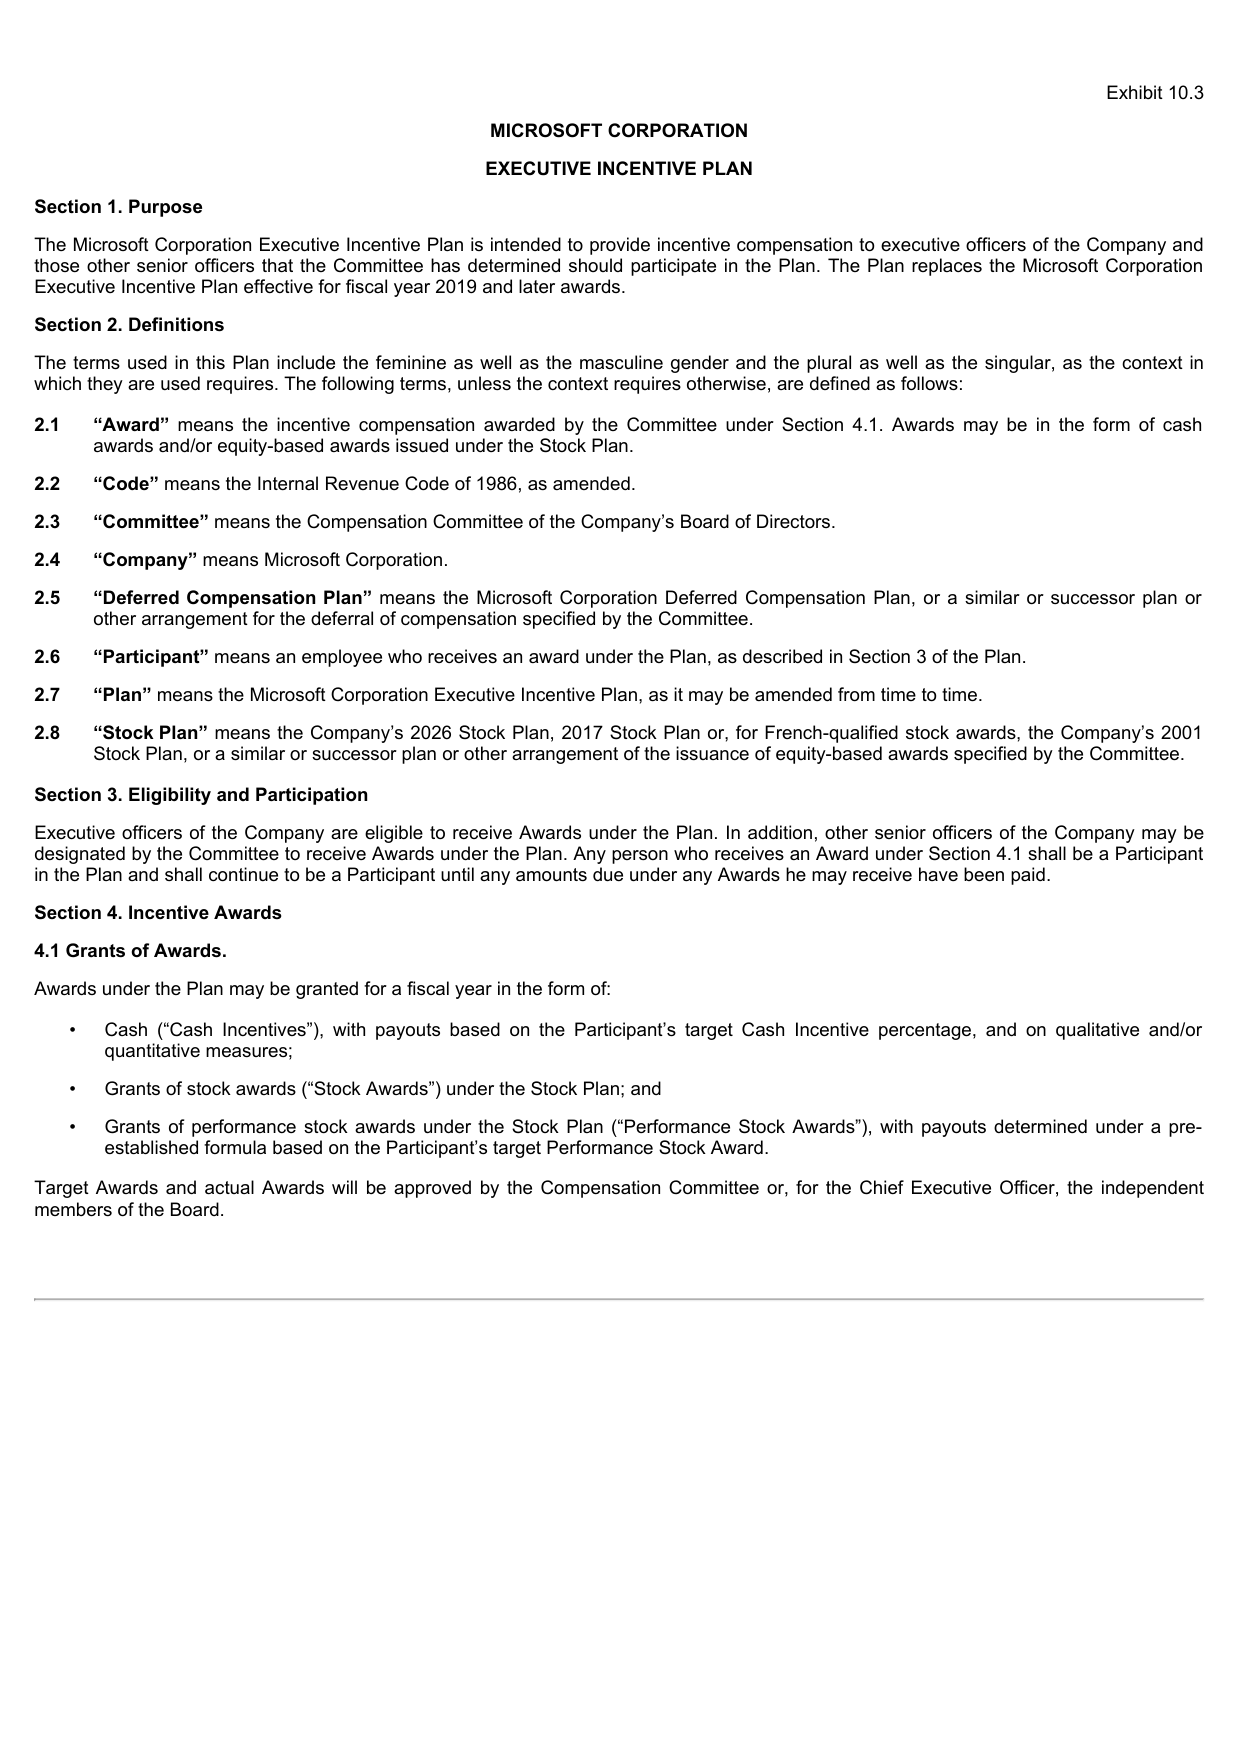 Exhibit 10.3
MICROSOFT CORPORATION
EXECUTIVE INCENTIVE PLAN
Section 1. Purpose
The Microsoft Corporation Executive Incentive Plan is intended to provide incentive compensation to executive officers of the Company and
those other senior officers that the Committee has determined should participate in the Plan. The Plan replaces the Microsoft Corporation
Executive Incentive Plan effective for fiscal year 2019 and later awards.
Section 2. Definitions
The terms used in this Plan include the feminine as well as the masculine gender and the plural as well as the singular, as the context in
which they are used requires. The following terms, unless the context requires otherwise, are defined as follows:
2.1 “Award” means the incentive compensation awarded by the Committee under Section 4.1. Awards may be in the form of cash
awards and/or equity-based awards issued under the Stock Plan.
2.2 “Code” means the Internal Revenue Code of 1986, as amended.
2.3 “Committee” means the Compensation Committee of the Company’s Board of Directors.
2.4 “Company” means Microsoft Corporation.
2.5 “Deferred Compensation Plan” means the Microsoft Corporation Deferred Compensation Plan, or a similar or successor plan or
other arrangement for the deferral of compensation specified by the Committee.
2.6 “Participant” means an employee who receives an award under the Plan, as described in Section 3 of the Plan.
2.7 “Plan” means the Microsoft Corporation Executive Incentive Plan, as it may be amended from time to time.
2.8 “Stock Plan” means the Company’s 2026 Stock Plan, 2017 Stock Plan or, for French-qualified stock awards, the Company’s 2001
Stock Plan, or a similar or successor plan or other arrangement of the issuance of equity-based awards specified by the Committee.
Section 3. Eligibility and Participation
Executive officers of the Company are eligible to receive Awards under the Plan. In addition, other senior officers of the Company may be
designated by the Committee to receive Awards under the Plan. Any person who receives an Award under Section 4.1 shall be a Participant
in the Plan and shall continue to be a Participant until any amounts due under any Awards he may receive have been paid.
Section 4. Incentive Awards
4.1 Grants of Awards.
Awards under the Plan may be granted for a fiscal year in the form of:
• Cash (“Cash Incentives”), with payouts based on the Participant’s target Cash Incentive percentage, and on qualitative and/or
quantitative measures;
• Grants of stock awards (“Stock Awards”) under the Stock Plan; and
• Grants of performance stock awards under the Stock Plan (“Performance Stock Awards”), with payouts determined under a pre-
established formula based on the Participant’s target Performance Stock Award.
Target Awards and actual Awards will be approved by the Compensation Committee or, for the Chief Executive Officer, the independent
members of the Board.